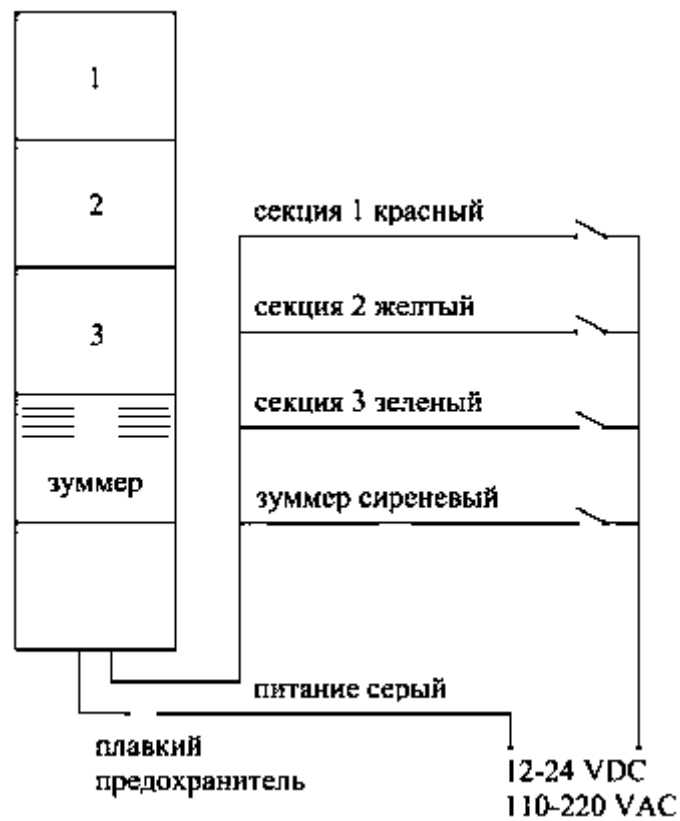 1
2
3
зуммер
секция 1 красный
секция 2 желтый
секция 3 зеленый
зуммер сиреневый
питание серый
плавкий
предохранитель
12-24 VDC
110-220 VAC